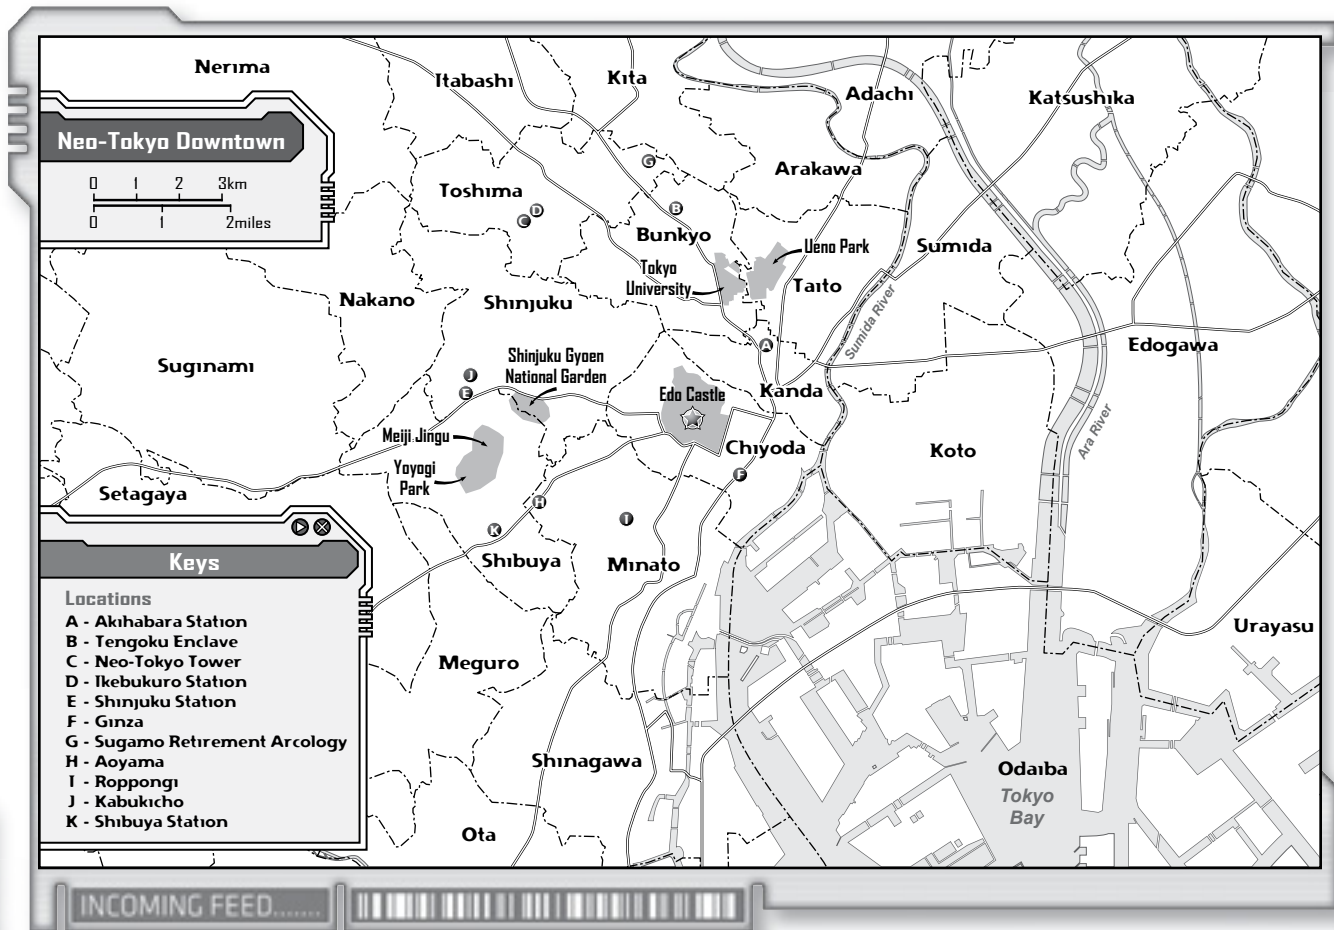 Nerima
Itabashi
Kita
Adachi
Katsushika
Neo-Tokyo Downtown
0 1 2 3km
0 1 2miles
Toshima
G
Arakawa
D
C
B
Bunkyo
Ueno Park
Sumida
Tokyo
University
Taito
Nakano
Shinjuku
Sumida River
A
Edogawa
Suginami
Shinjuku Gyoen
National Garden
J
E
Edo Castle
Kanda
Meiji Jingu
Chiyoda
Koto
Ara River
Yoyogi
Park
F
Setagaya
H
I
K
Shibuya
Minato
Keys
Locations
A - Akihabara Station
B - Tengoku Enclave
C - Neo-Tokyo Tower
D - Ikebukuro Station
E - Shinjuku Station
F - Ginza
G - Sugamo Retirement Arcology
H - Aoyama
I - Roppongi
J - Kabukicho
K - Shibuya Station
Urayasu
Meguro
Shinagawa
Odaiba
Tokyo
Bay
Ota
INCOMING FEED.......